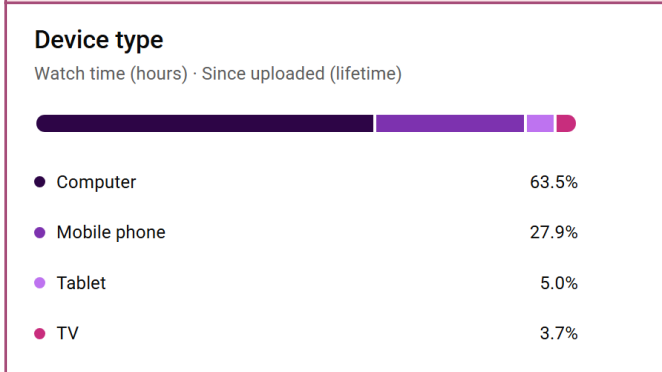 Device type
Watch time (hours) · Since uploaded (lifetime)
Computer 63.5%
Mobile phone 27.9%
Tablet 5.0%
TV 3.7%